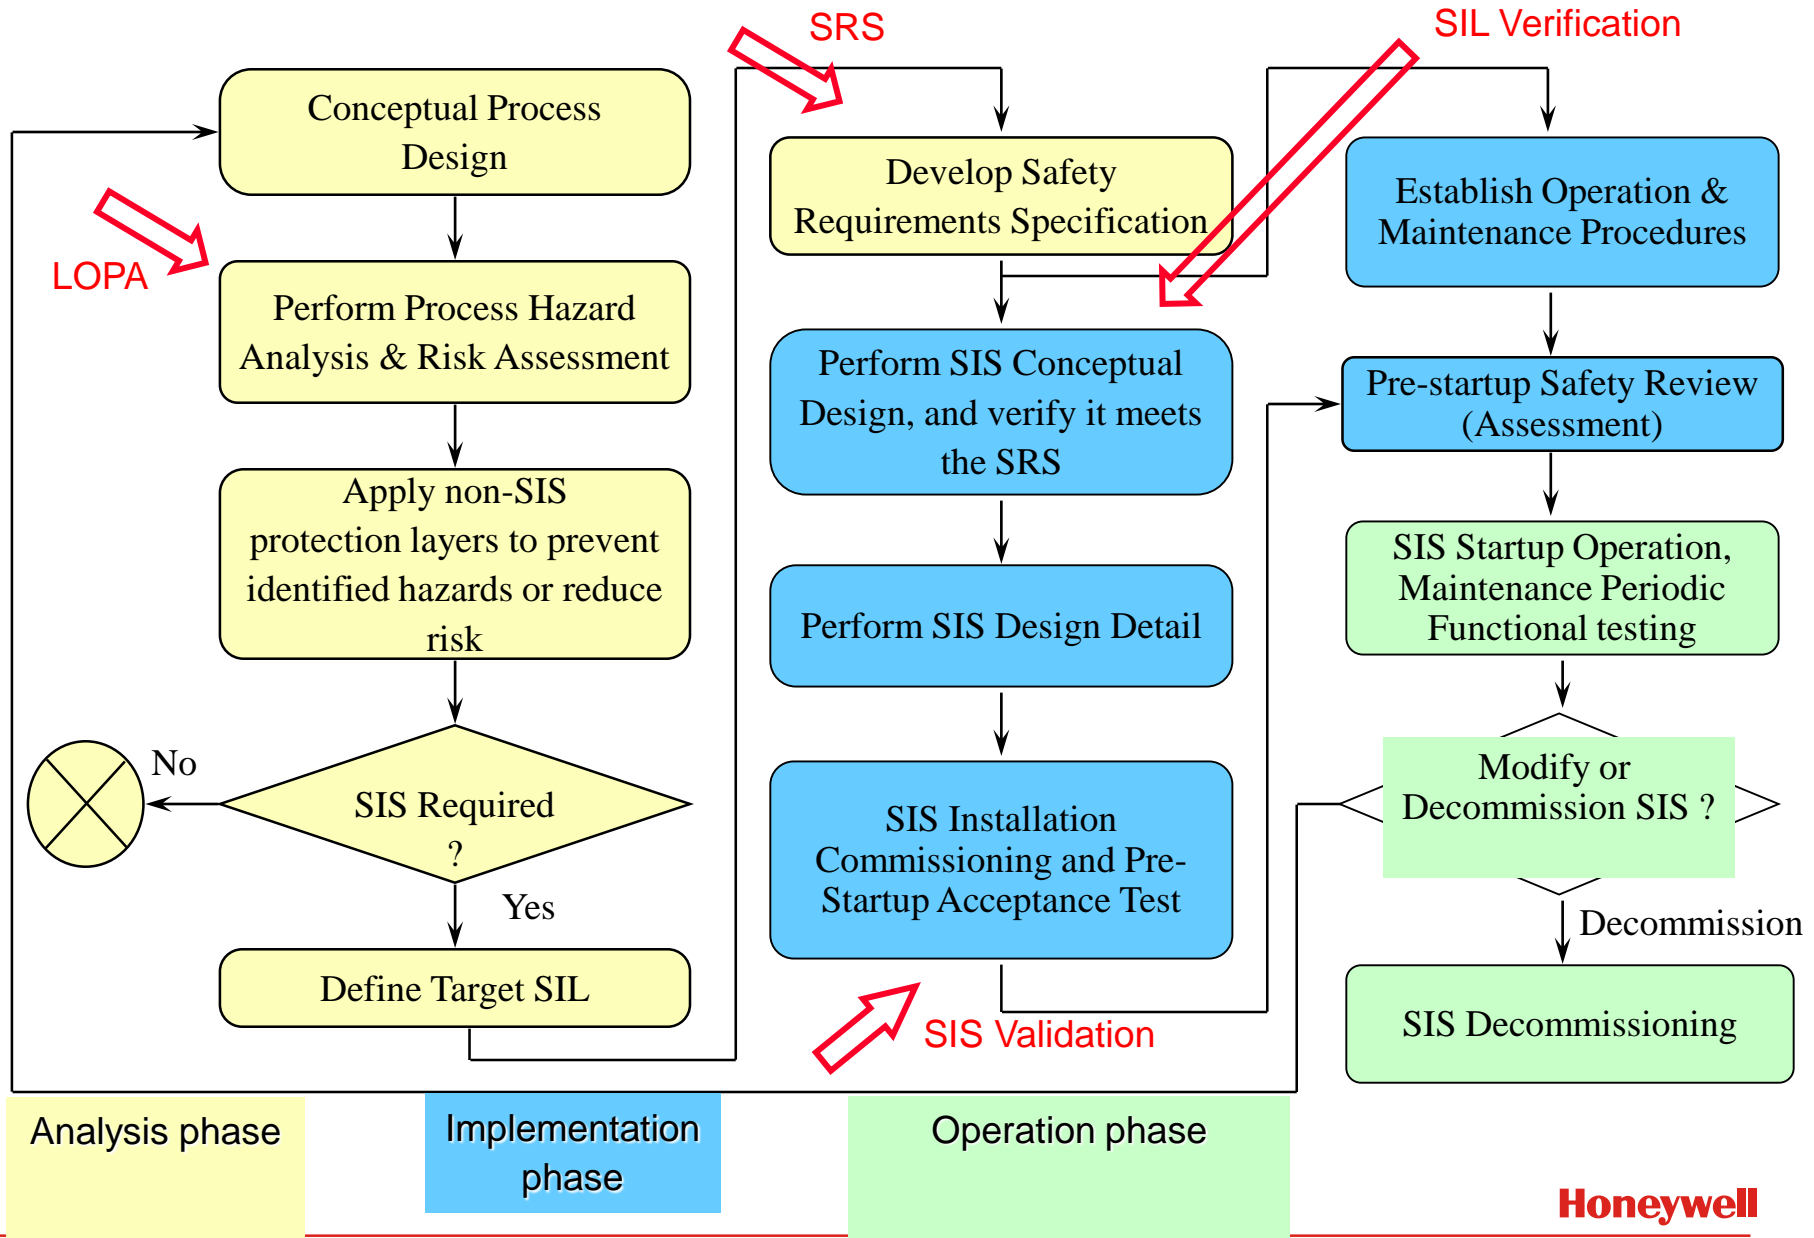 SRS
SIL Verification
Conceptual Process
Design
LOPA
Perform Process Hazard
Analysis & Risk Assessment
Apply non-SIS
protection layers to prevent
identified hazards or reduce
risk
No
SIS Required
?
Yes
Define Target SIL
Develop Safety
Requirements Specification
Perform SIS Conceptual
Design, and verify it meets
the SRS
Perform SIS Design Detail
SIS Installation
Commissioning and Pre-
Startup Acceptance Test
SIS Validation
Establish Operation &
Maintenance Procedures
Pre-startup Safety Review
(Assessment)
SIS Startup Operation,
Maintenance Periodic
Functional testing
Modify or
Decommission SIS ?
Decommission
SIS Decommissioning
Analysis phase
Implementation
phase
Operation phase
Honeywell